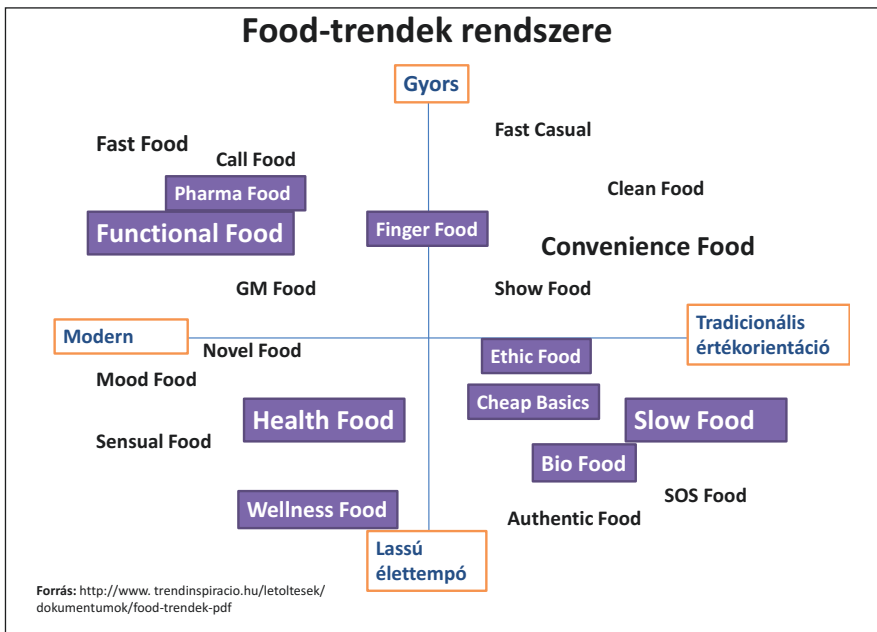 Food-trendek rendszere
Gyors
Fast Casual
Fast Food
Call Food
Pharma Food
Clean Food
Functional Food
Finger Food
Convenience Food
GM Food
Show Food
Modern
Tradicionális
értékorientáció
Novel Food
Ethic Food
Mood Food
Cheap Basics
Health Food
Slow Food
Sensual Food
Bio Food
SOS Food
Wellness Food
Authentic Food
Lassú
élettempó
Forrás: http://www. trendinspiracio.hu/letoltesek/
dokumentumok/food-trendek-pdf